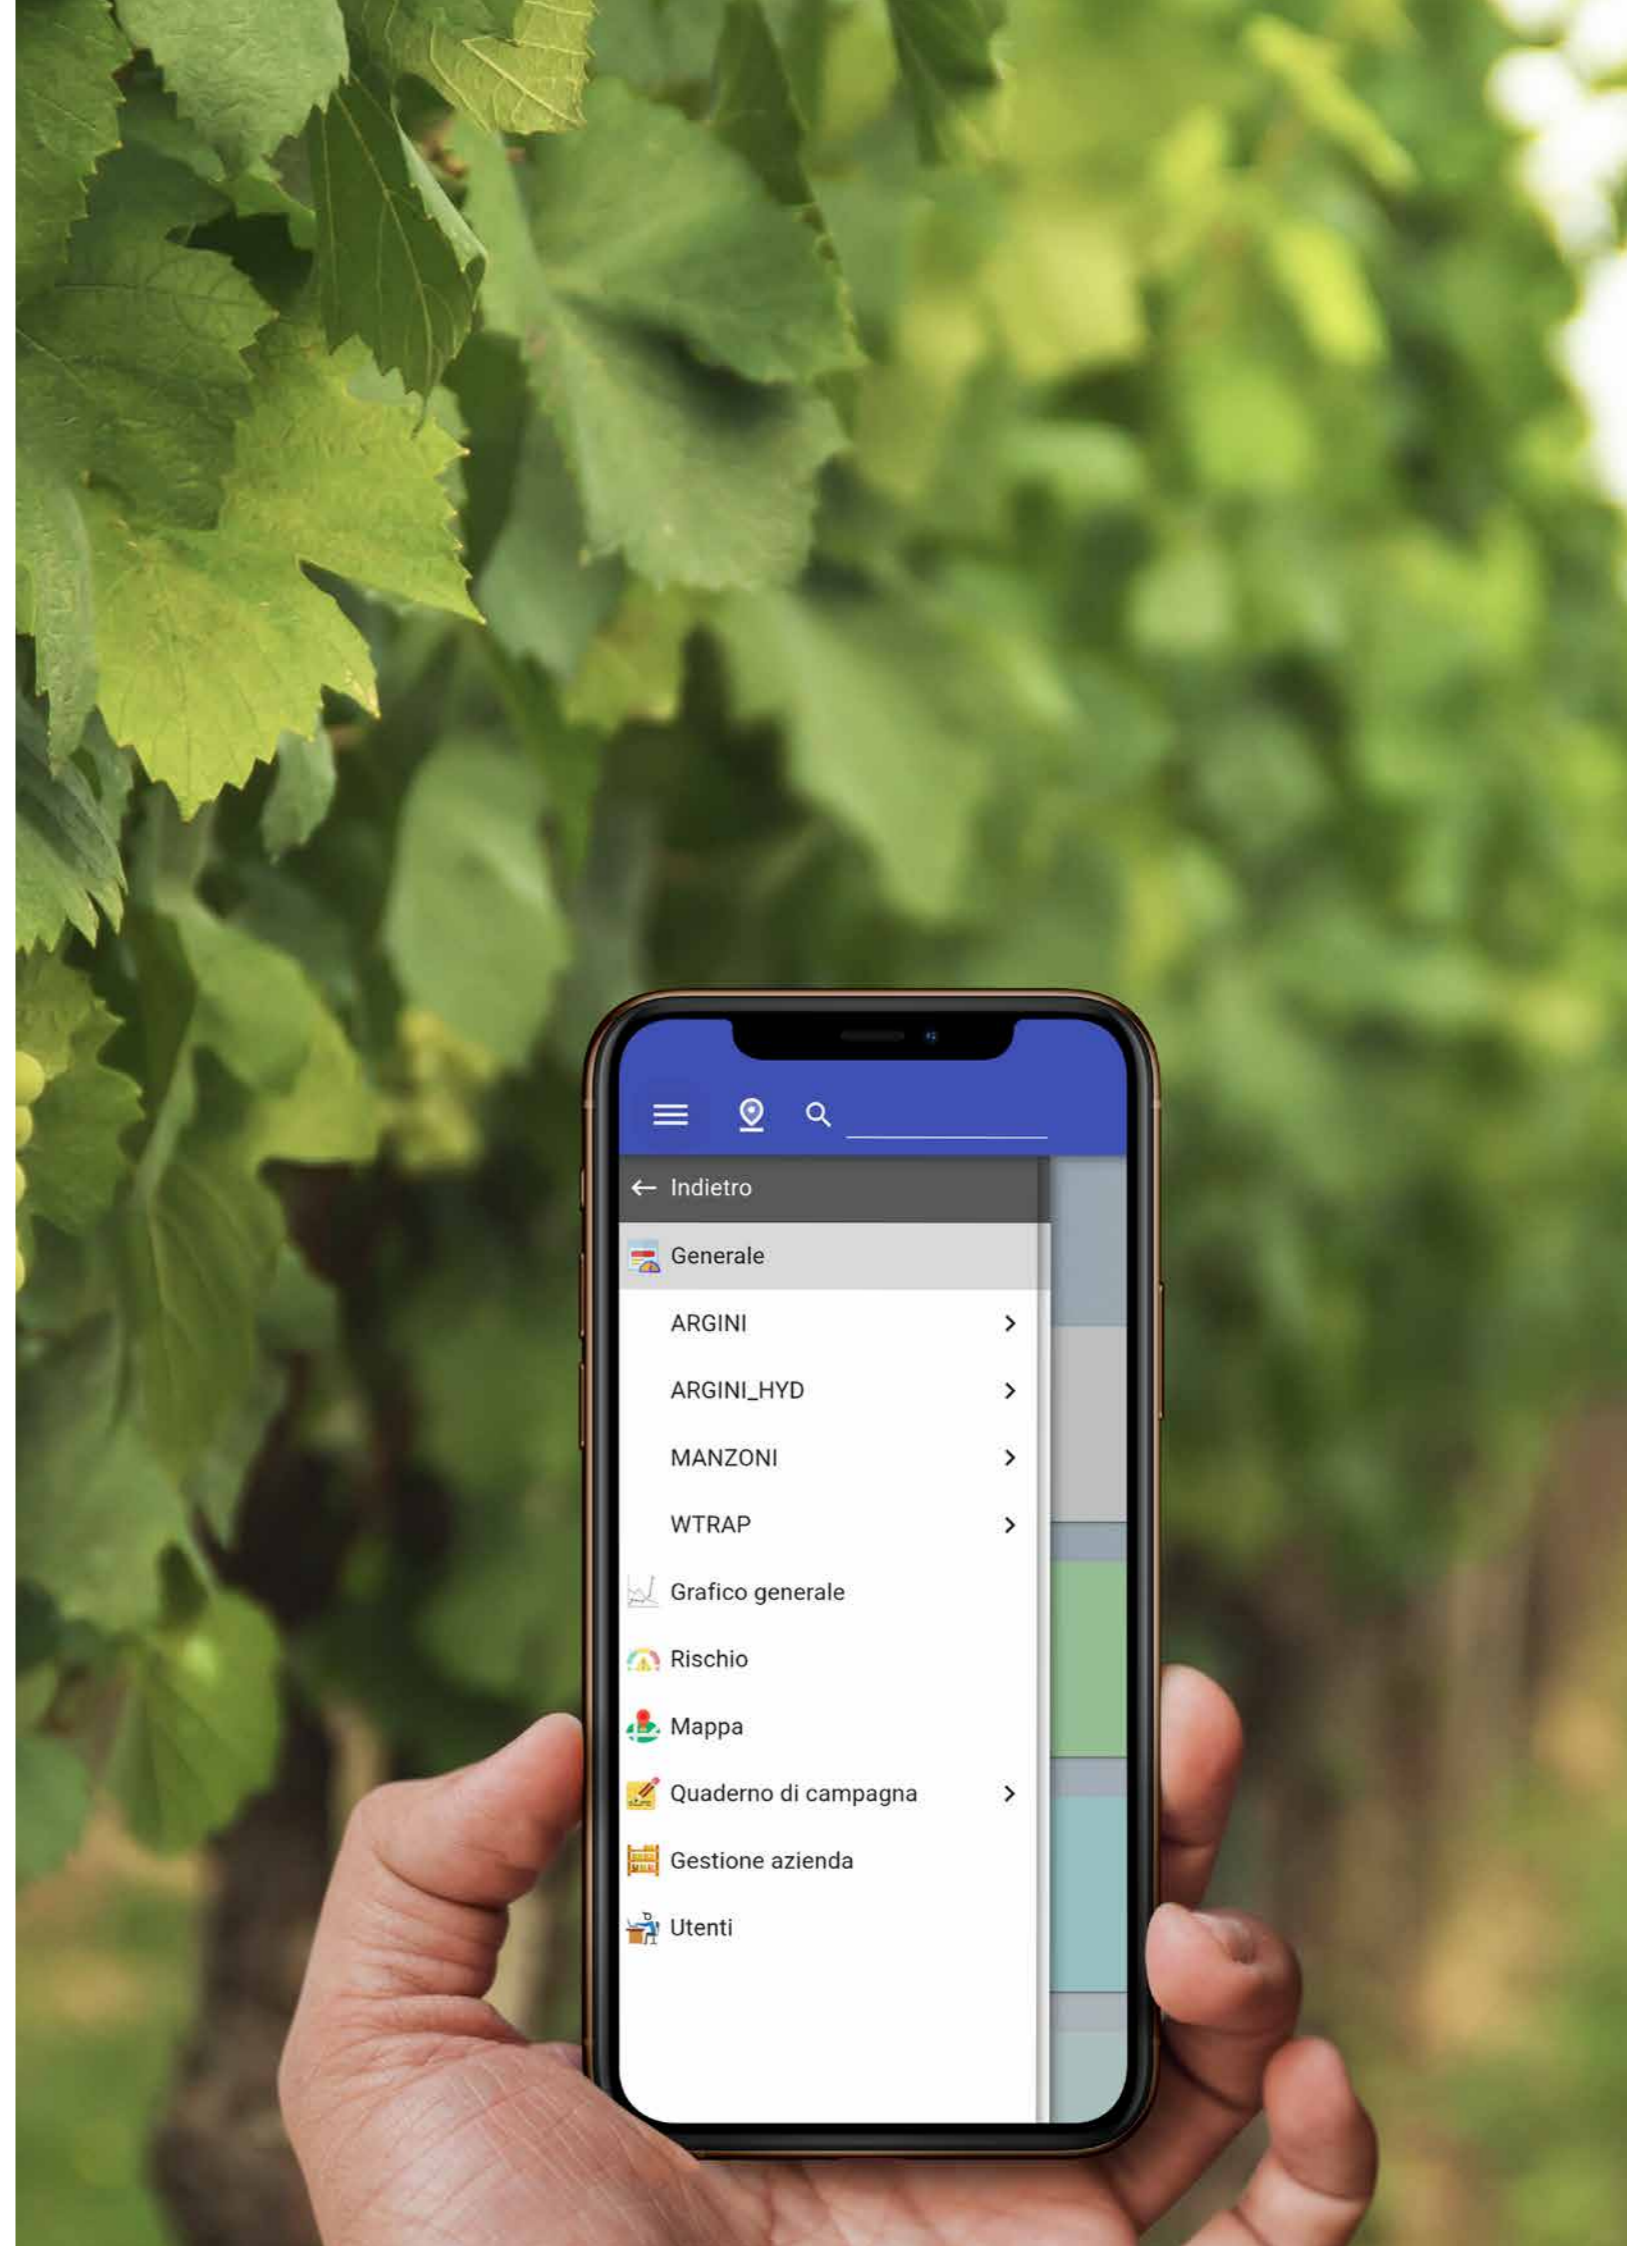 Indietro
Generale
ARGINI
ARGINI_HYD
MANZONI
WTRAP
Grafico generale
Rischio
Mappa
Quaderno di campagna
Gestione azienda
Utenti